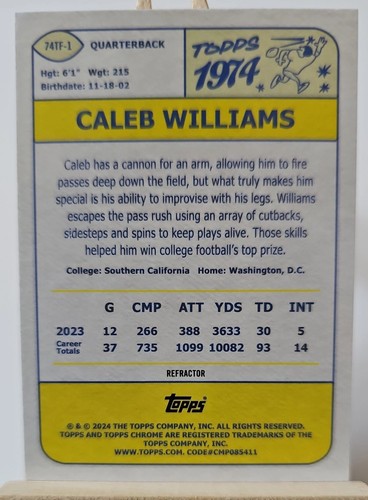 74TF-1 QUARTERBACK
Hgt: 6'1" Wgt: 215
Birthdate: 11-18-02
TOPPS
1974
CALEB WILLIAMS
Caleb has a cannon for an arm, allowing him to fire
passes deep down the field, but what truly makes him
special is his ability to improvise with his legs. Williams
escapes the pass rush using an array of cutbacks,
sidesteps and spins to keep plays alive. Those skills
helped him win college football's top prize.
College: Southern California Home: Washington, D.C.
G CMP ATT YDS TD INT
2023 12 266 388 3633 30 5
Career
Totals 37 735 1099 10082 93 14
REFRACTOR
topps
® & © 2024 THE TOPPS COMPANY, INC. ALL RIGHTS RESERVED.
TOPPS AND TOPPS CHROME ARE REGISTERED TRADEMARKS OF THE
TOPPS COMPANY, INC.
WWW.TOPPS.COM. CODE#CMP085411